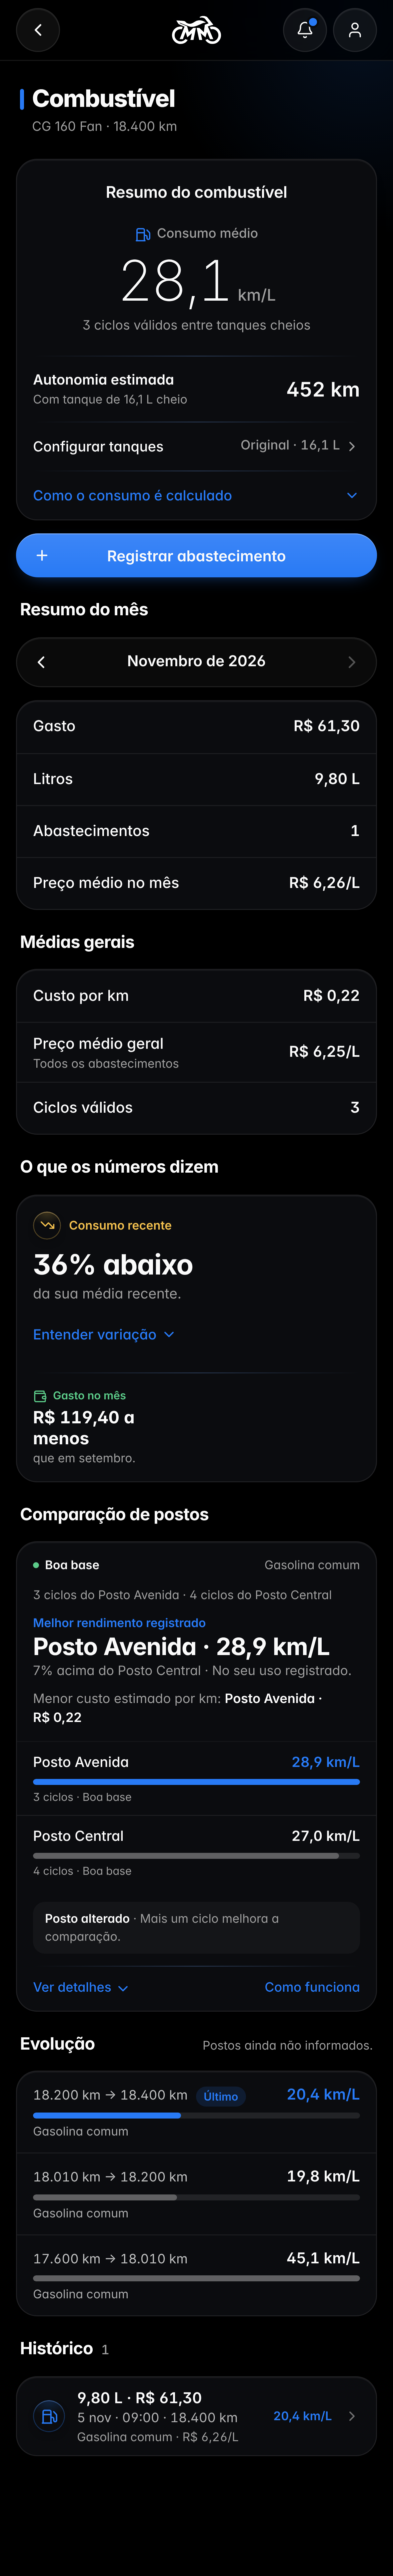 Combustível
CG 160 Fan · 18.400 km
Resumo do combustível
Consumo médio
28,1 km/L
3 ciclos válidos entre tanques cheios
Autonomia estimada
452 km
Com tanque de 16,1 L cheio
Configurar tanques
Original · 16,1 L
Como o consumo é calculado
Registrar abastecimento
Resumo do mês
Novembro de 2026
Gasto
R$ 61,30
Litros
9,80 L
Abastecimentos
1
Preço médio no mês
R$ 6,26/L
Médias gerais
Custo por km
R$ 0,22
Preço médio geral
R$ 6,25/L
Todos os abastecimentos
Ciclos válidos
3
O que os números dizem
Consumo recente
36% abaixo
da sua média recente.
Entender variação
Gasto no mês
R$ 119,40 a
menos
que em setembro.
Comparação de postos
Boa base
Gasolina comum
3 ciclos do Posto Avenida · 4 ciclos do Posto Central
Melhor rendimento registrado
Posto Avenida · 28,9 km/L
7% acima do Posto Central · No seu uso registrado.
Menor custo estimado por km: Posto Avenida ·
R$ 0,22
Posto Avenida
28,9 km/L
3 ciclos · Boa base
Posto Central
27,0 km/L
4 ciclos · Boa base
Posto alterado · Mais um ciclo melhora a
comparação.
Ver detalhes
Como funciona
Evolução
Postos ainda não informados.
18.200 km → 18.400 km
Último
20,4 km/L
Gasolina comum
18.010 km → 18.200 km
19,8 km/L
Gasolina comum
17.600 km → 18.010 km
45,1 km/L
Gasolina comum
Histórico 1
9,80 L · R$ 61,30
5 nov · 09:00 · 18.400 km
20,4 km/L
Gasolina comum · R$ 6,26/L